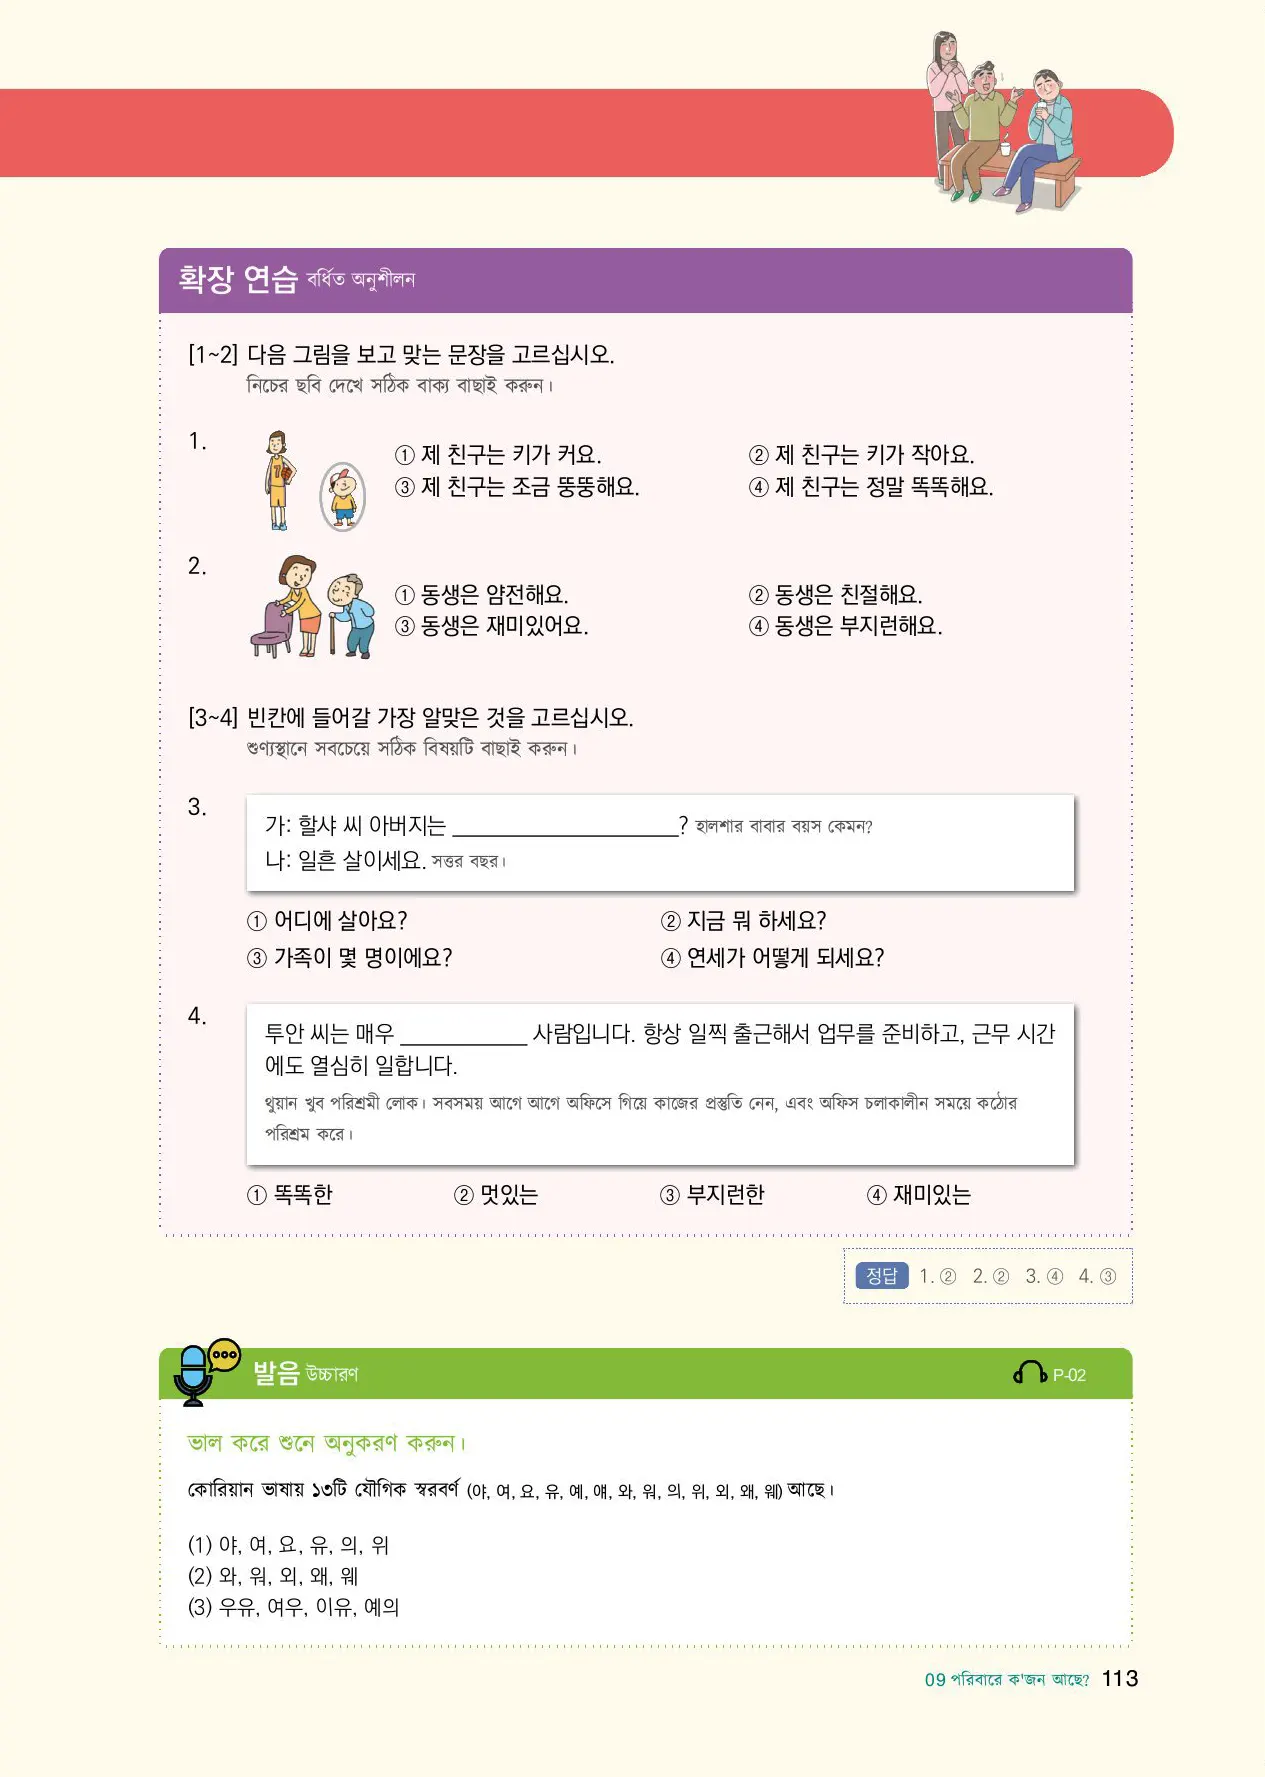 확장 연습 বর্ধিত অনুশীলন
[1~2] 다음 그림을 보고 맞는 문장을 고르십시오.
নিচের ছবি দেখে সঠিক বাক্য বাছাই করুন।
1.
① 제 친구는 키가 커요. ② 제 친구는 키가 작아요.
③ 제 친구는 조금 뚱뚱해요. ④ 제 친구는 정말 똑똑해요.
2.
① 동생은 얌전해요. ② 동생은 친절해요.
③ 동생은 재미있어요. ④ 동생은 부지런해요.
[3~4] 빈칸에 들어갈 가장 알맞은 것을 고르십시오.
শুণ্যস্থানে সবচেয়ে সঠিক বিষয়টি বাছাই করুন।
3.
가: 할샤 씨 아버지는 ____________________? হালশার বাবার বয়স কেমন?
나: 일흔 살이세요. সত্তর বছর।
① 어디에 살아요? ② 지금 뭐 하세요?
③ 가족이 몇 명이에요? ④ 연세가 어떻게 되세요?
4.
투안 씨는 매우 ___________ 사람입니다. 항상 일찍 출근해서 업무를 준비하고, 근무 시간
에도 열심히 일합니다.
থুয়ান খুব পরিশ্রমী লোক। সবসময় আগে আগে অফিসে গিয়ে কাজের প্রস্তুতি নেন, এবং অফিস চলাকালীন সময়ে কঠোর
পরিশ্রম করে।
① 똑똑한 ② 멋있는 ③ 부지런한 ④ 재미있는
정답 1. ② 2. ② 3. ④ 4. ③
발음 উচ্চারণ P-02
ভাল করে শুনে অনুকরণ করুন।
কোরিয়ান ভাষায় ১৩টি যৌগিক স্বরবর্ণ (야, 여, 요, 유, 예, 얘, 와, 워, 의, 위, 외, 왜, 웨) আছে।
(1) 야, 여, 요, 유, 의, 위
(2) 와, 워, 외, 왜, 웨
(3) 우유, 여우, 이유, 예의
09 পরিবারে ক'জন আছে? 113